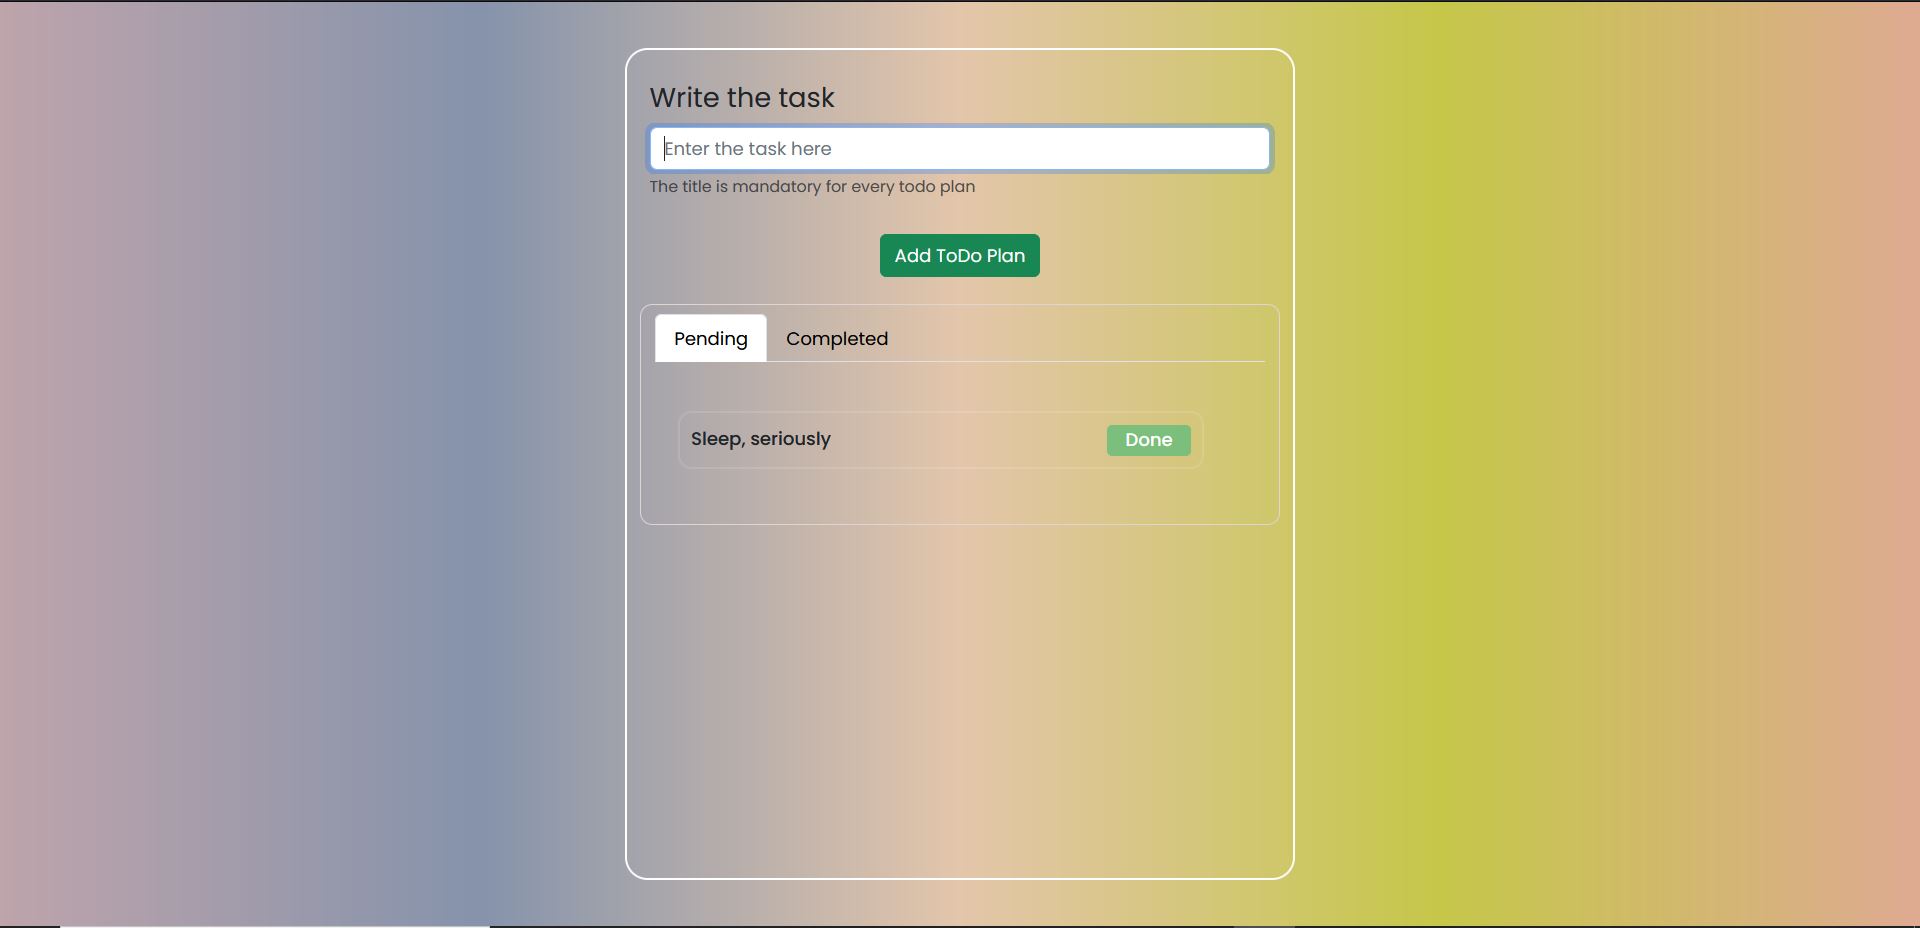 Write the task
Enter the task here
The title is mandatory for every todo plan
Add ToDo Plan
Pending Completed
Sleep, seriously Done